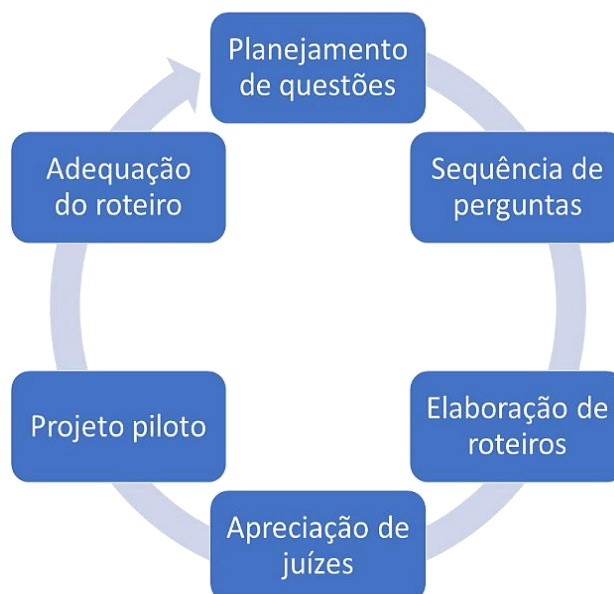 Planejamento
de questões
Sequência de
perguntas
Elaboração de
roteiros
Apreciação de
juízes
Projeto piloto
Adequação
do roteiro